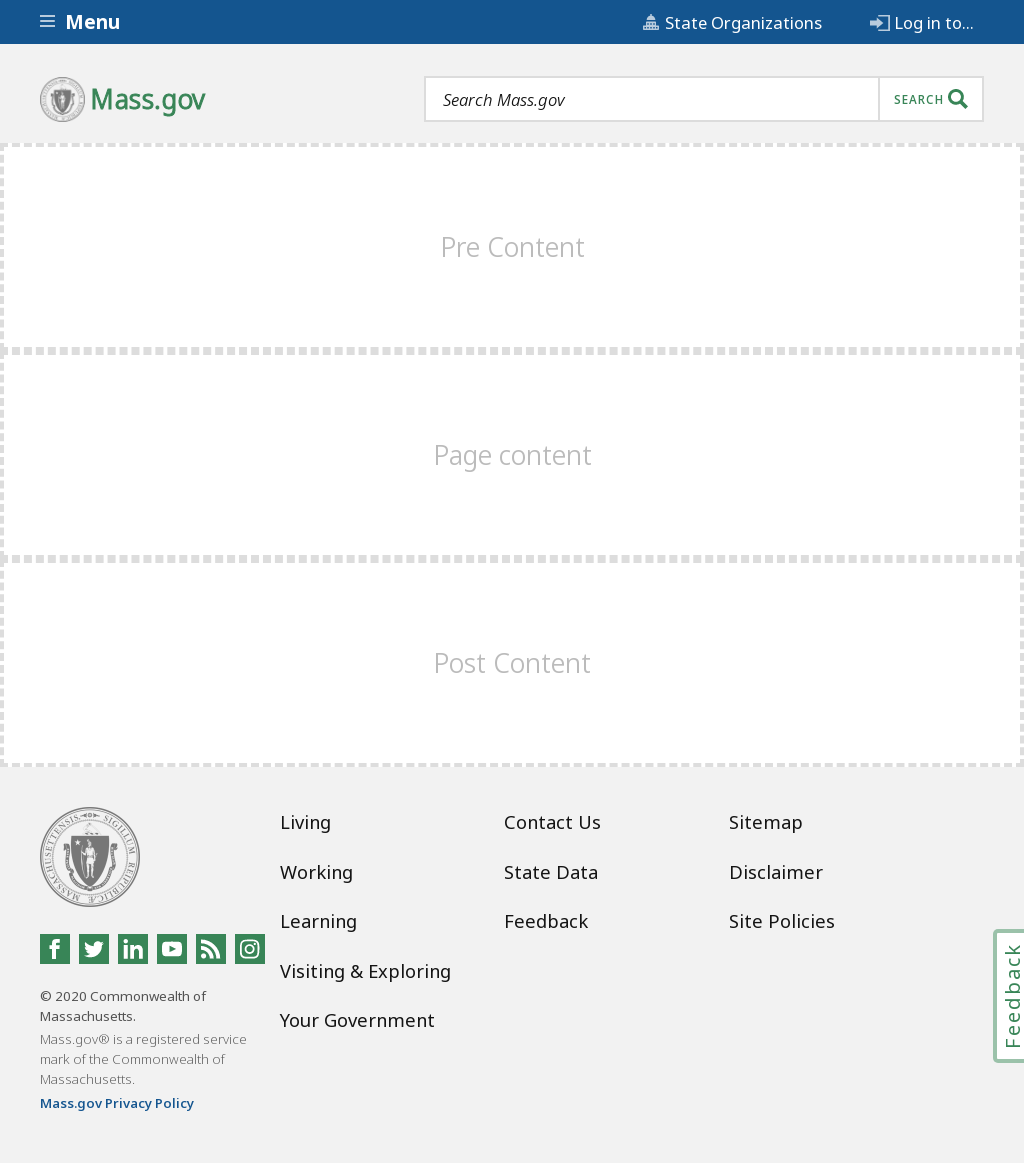 Menu
State Organizations
Log in to...
Mass.gov
Search Mass.gov
SEARCH
Pre Content
Page content
Post Content
MASSACHUSETTENSIS. SIGILLUM REIPUBLICÆ
Living
Working
Learning
Visiting & Exploring
Your Government
Contact Us
State Data
Feedback
Sitemap
Disclaimer
Site Policies
© 2020 Commonwealth of
Massachusetts.
Mass.gov® is a registered service
mark of the Commonwealth of
Massachusetts.
Mass.gov Privacy Policy
Feedback